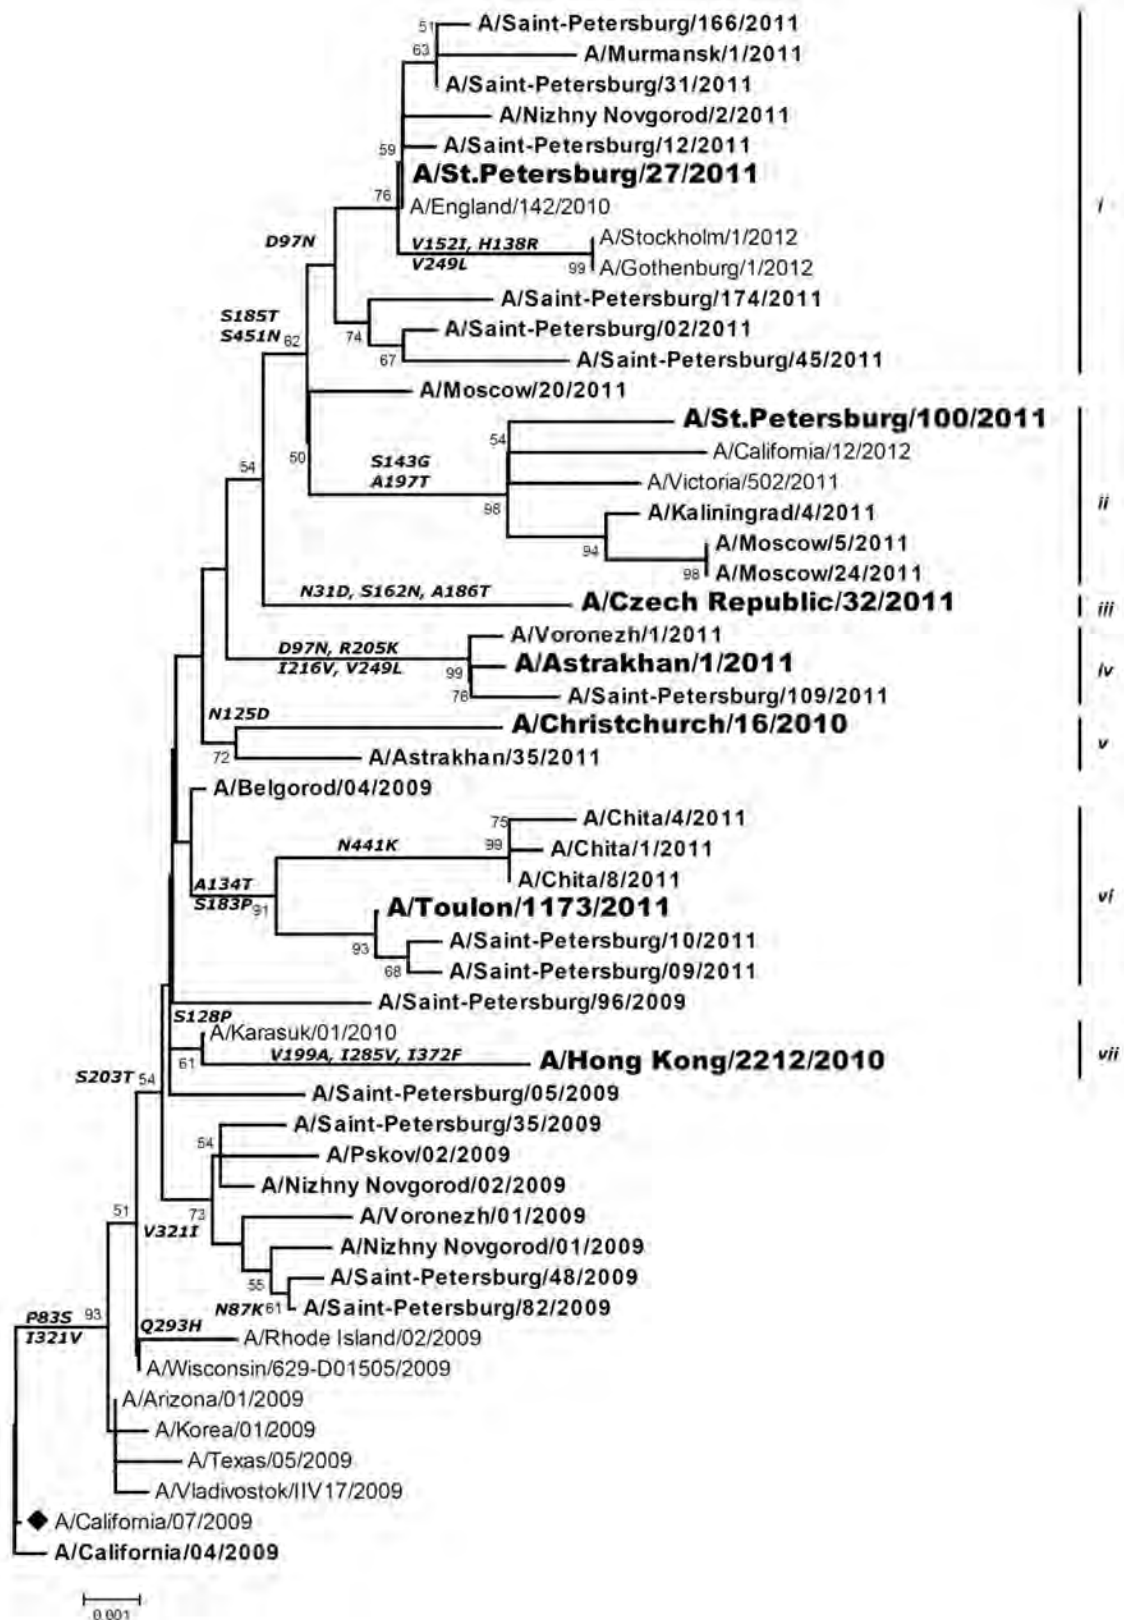 51 A/Saint-Petersburg/166/2011
63 A/Murmansk/1/2011
A/Saint-Petersburg/31/2011
A/Nizhny Novgorod/2/2011
59 A/Saint-Petersburg/12/2011
A/St.Petersburg/27/2011
76 A/England/142/2010
i
D97N V152I, H138R A/Stockholm/1/2012
V249L 99 A/Gothenburg/1/2012
A/Saint-Petersburg/174/2011
S185T
S451N 62 74 A/Saint-Petersburg/02/2011
67 A/Saint-Petersburg/45/2011
A/Moscow/20/2011
A/St.Petersburg/100/2011
54
50 S143G A/California/12/2012
54 A197T A/Victoria/502/2011
98 A/Kaliningrad/4/2011
ii
94 A/Moscow/5/2011
98 A/Moscow/24/2011
N31D, S162N, A186T A/Czech Republic/32/2011
iii
A/Voronezh/1/2011
D97N, R205K
I216V, V249L 99 A/Astrakhan/1/2011
iv
76 A/Saint-Petersburg/109/2011
N125D A/Christchurch/16/2010
v
72 A/Astrakhan/35/2011
A/Belgorod/04/2009
75 A/Chita/4/2011
N441K 99 A/Chita/1/2011
A/Chita/8/2011
A134T
S183P 91 A/Toulon/1173/2011
vi
93 A/Saint-Petersburg/10/2011
68 A/Saint-Petersburg/09/2011
A/Saint-Petersburg/96/2009
S128P
A/Karasuk/01/2010
61 V199A, I285V, I372F A/Hong Kong/2212/2010
vii
S203T 54 A/Saint-Petersburg/05/2009
A/Saint-Petersburg/35/2009
54 A/Pskov/02/2009
A/Nizhny Novgorod/02/2009
51 73 A/Voronezh/01/2009
V321I
A/Nizhny Novgorod/01/2009
55 A/Saint-Petersburg/48/2009
N87K 61 A/Saint-Petersburg/82/2009
P83S 93
I321V
Q293H A/Rhode Island/02/2009
A/Wisconsin/629-D01505/2009
A/Arizona/01/2009
A/Korea/01/2009
A/Texas/05/2009
A/Vladivostok/IIV17/2009
A/California/07/2009
A/California/04/2009
0.001